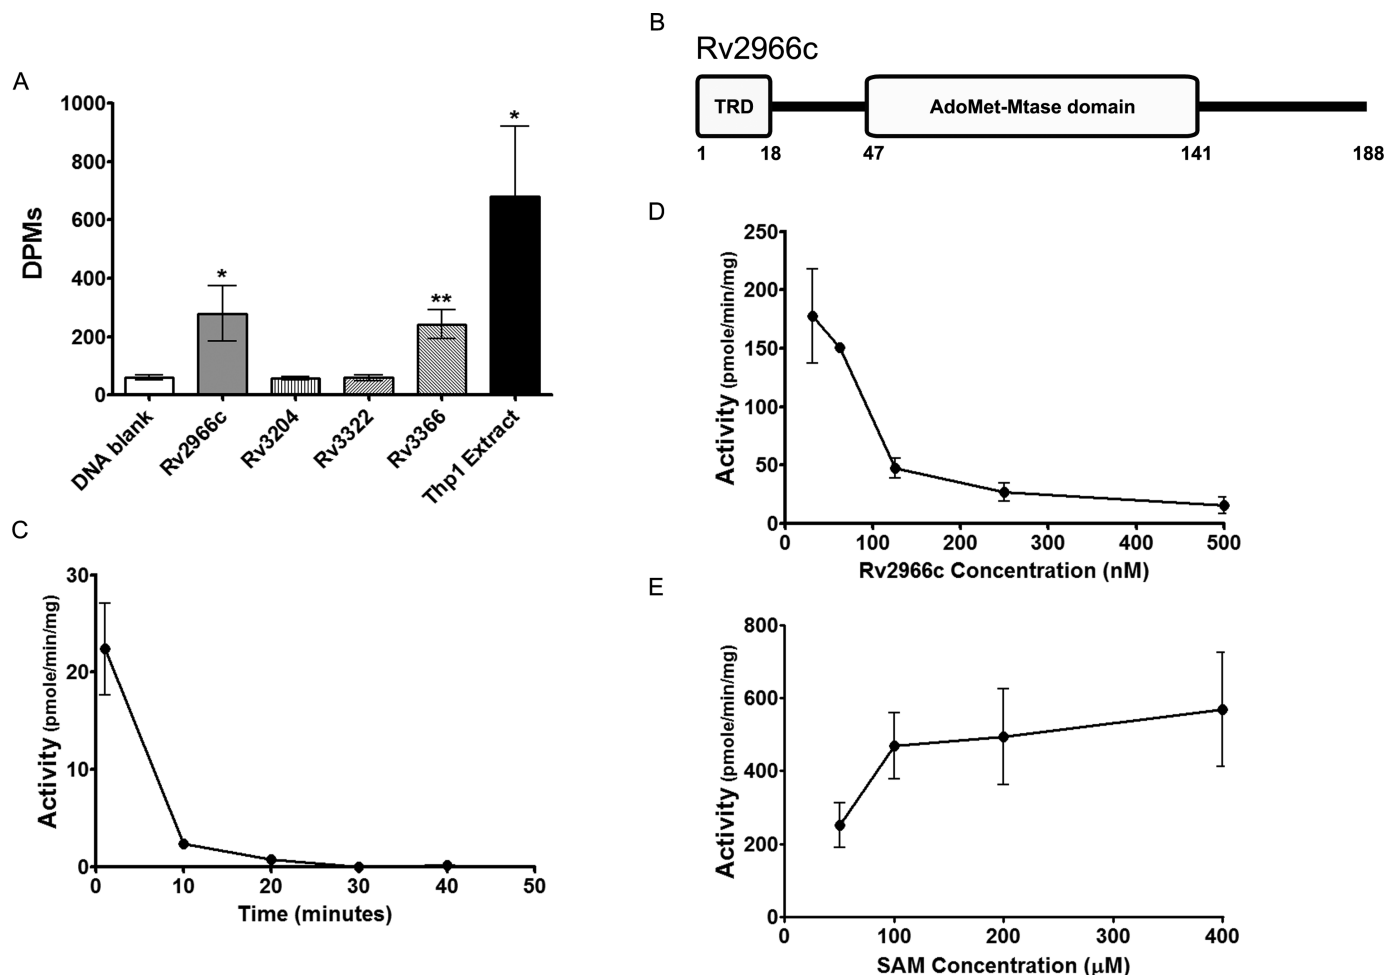 A
1000
800
600
400
200
0
DPMs
*
**
*
DNA blank
Rv2966c
Rv3204
Rv3322
Rv3366
Thp1 Extract
B
Rv2966c
TRD
AdoMet-Mtase domain
1 18 47 141 188
C
30
20
10
0
Activity (pmole/min/mg)
0 10 20 30 40 50
Time (minutes)
D
250
200
150
100
50
0
Activity (pmole/min/mg)
0 100 200 300 400 500
Rv2966c Concentration (nM)
E
800
600
400
200
0
Activity (pmole/min/mg)
0 100 200 300 400
SAM Concentration (μM)